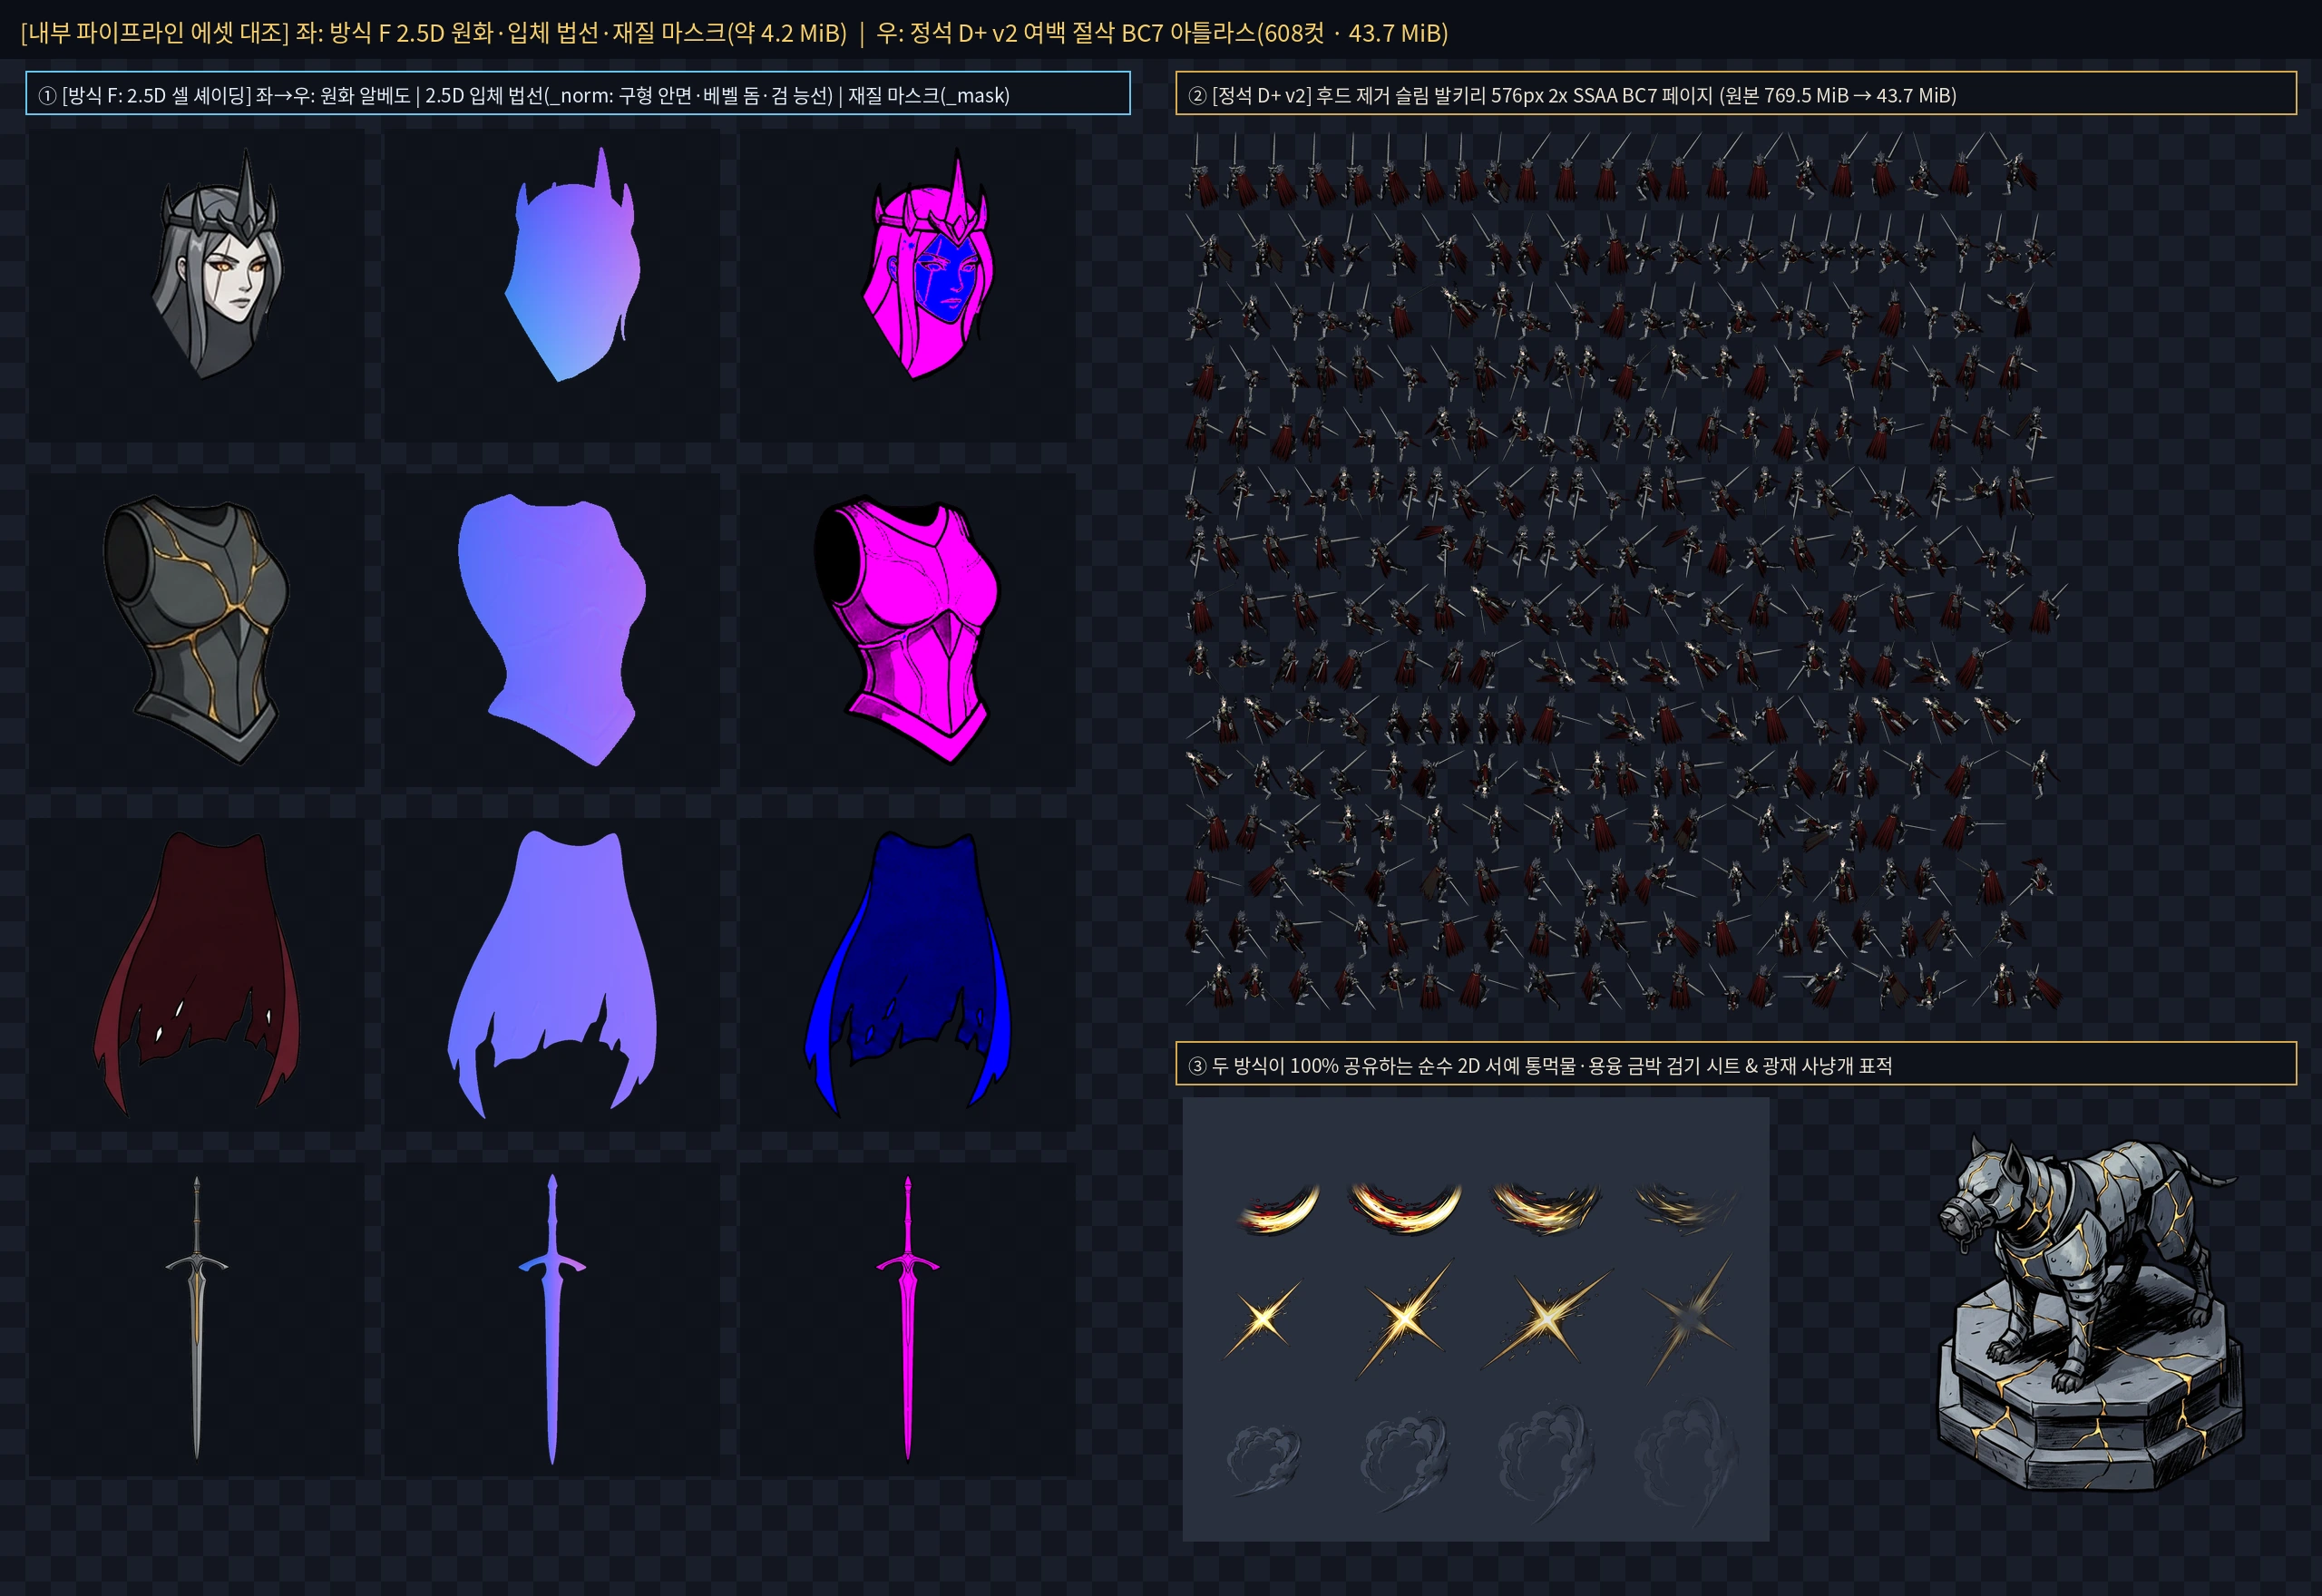 [내부 파이프라인 에셋 대조] 좌: 방식 F 2.5D 원화·입체 법선·재질 마스크(약 4.2 MiB) | 우: 정석 D+ v2 여백 절삭 BC7 아틀라스(608컷 · 43.7 MiB)
① [방식 F: 2.5D 셀 셰이딩] 좌→우: 원화 알베도 | 2.5D 입체 법선(_norm: 구형 안면·베벨 돔·검 능선) | 재질 마스크(_mask)
② [정석 D+ v2] 후드 제거 슬림 발키리 576px 2x SSAA BC7 페이지 (원본 769.5 MiB → 43.7 MiB)
③ 두 방식이 100% 공유하는 순수 2D 서예 통먹물·용융 금박 검기 시트 & 광재 사냥개 표적